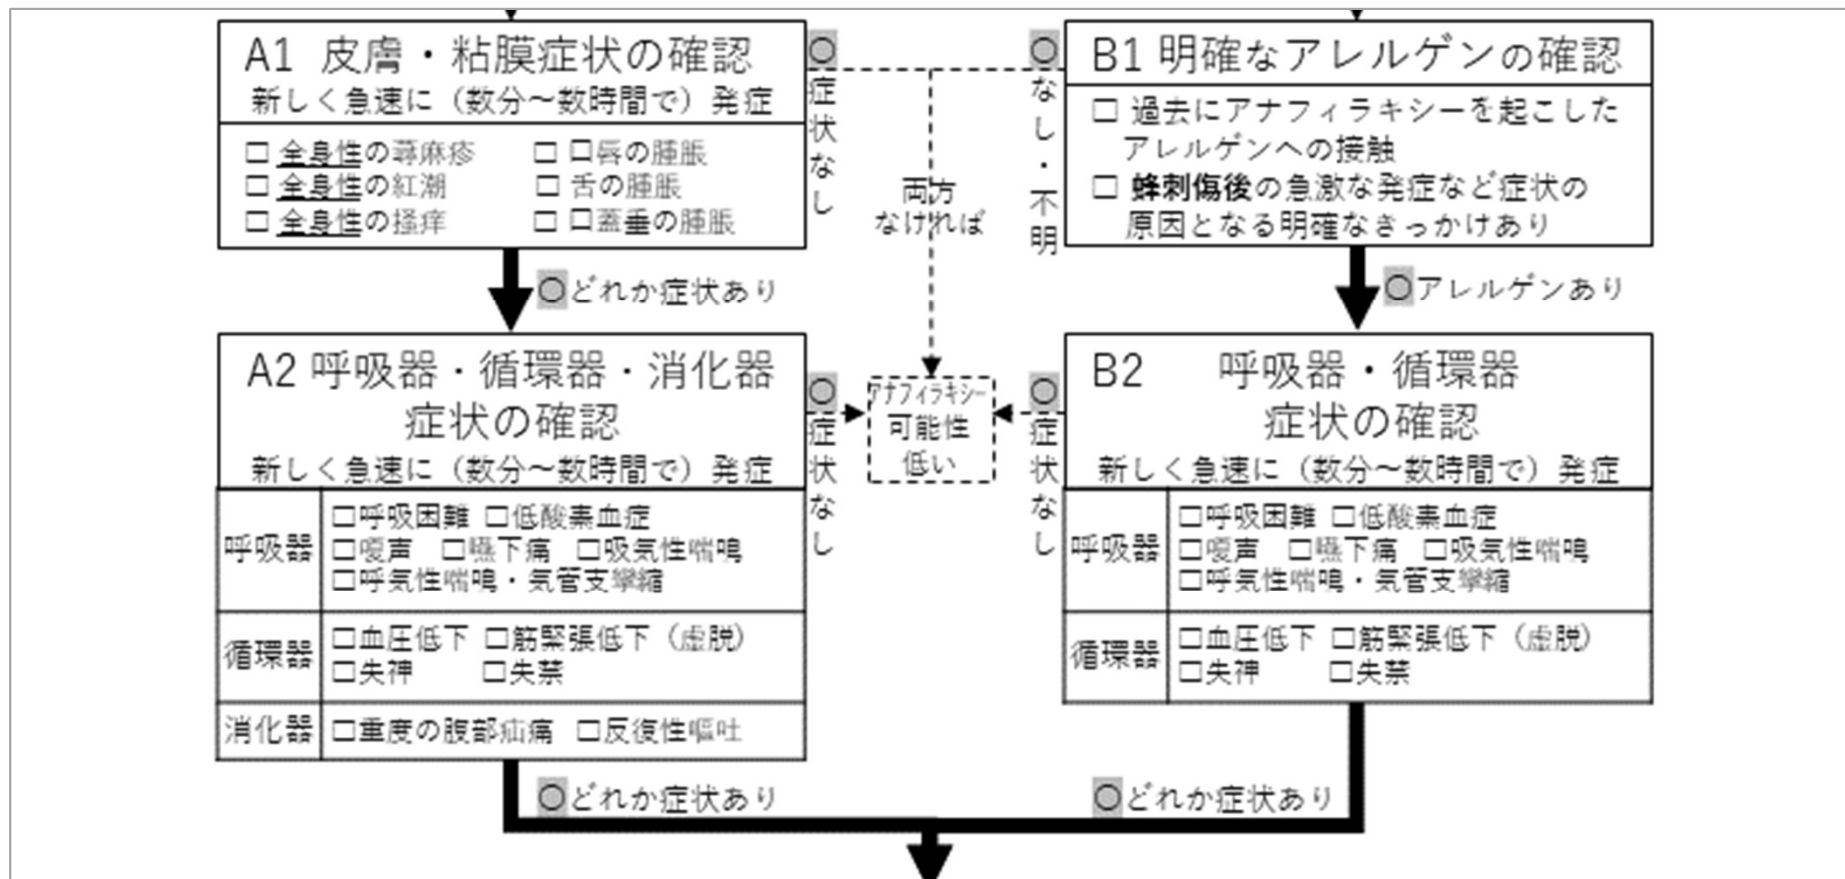 A1 皮膚・粘膜症状の確認
新しく急速に（数分～数時間で）発症
□ 全身性の蕁麻疹　□ 口唇の腫脹
□ 全身性の紅潮　□ 舌の腫脹
□ 全身性の掻痒　□ 口蓋垂の腫脹
○症状なし
○どれか症状あり
両方
なければ
○なし・不明
B1 明確なアレルゲンの確認
□ 過去にアナフィラキシーを起こした
アレルゲンへの接触
□ 蜂刺傷後の急激な発症など症状の
原因となる明確なきっかけあり
○アレルゲンあり
A2 呼吸器・循環器・消化器
症状の確認
新しく急速に（数分～数時間で）発症
呼吸器
□呼吸困難 □低酸素血症
□嗄声 □嚥下痛 □吸気性喘鳴
□呼気性喘鳴・気管支攣縮
循環器
□血圧低下 □筋緊張低下（虚脱）
□失神 □失禁
消化器
□重度の腹部疝痛 □反復性嘔吐
○症状なし
○どれか症状あり
アナフィラキシー
可能性
低い
○症状なし
B2 呼吸器・循環器
症状の確認
新しく急速に（数分～数時間で）発症
呼吸器
□呼吸困難 □低酸素血症
□嗄声 □嚥下痛 □吸気性喘鳴
□呼気性喘鳴・気管支攣縮
循環器
□血圧低下 □筋緊張低下（虚脱）
□失神 □失禁
○どれか症状あり